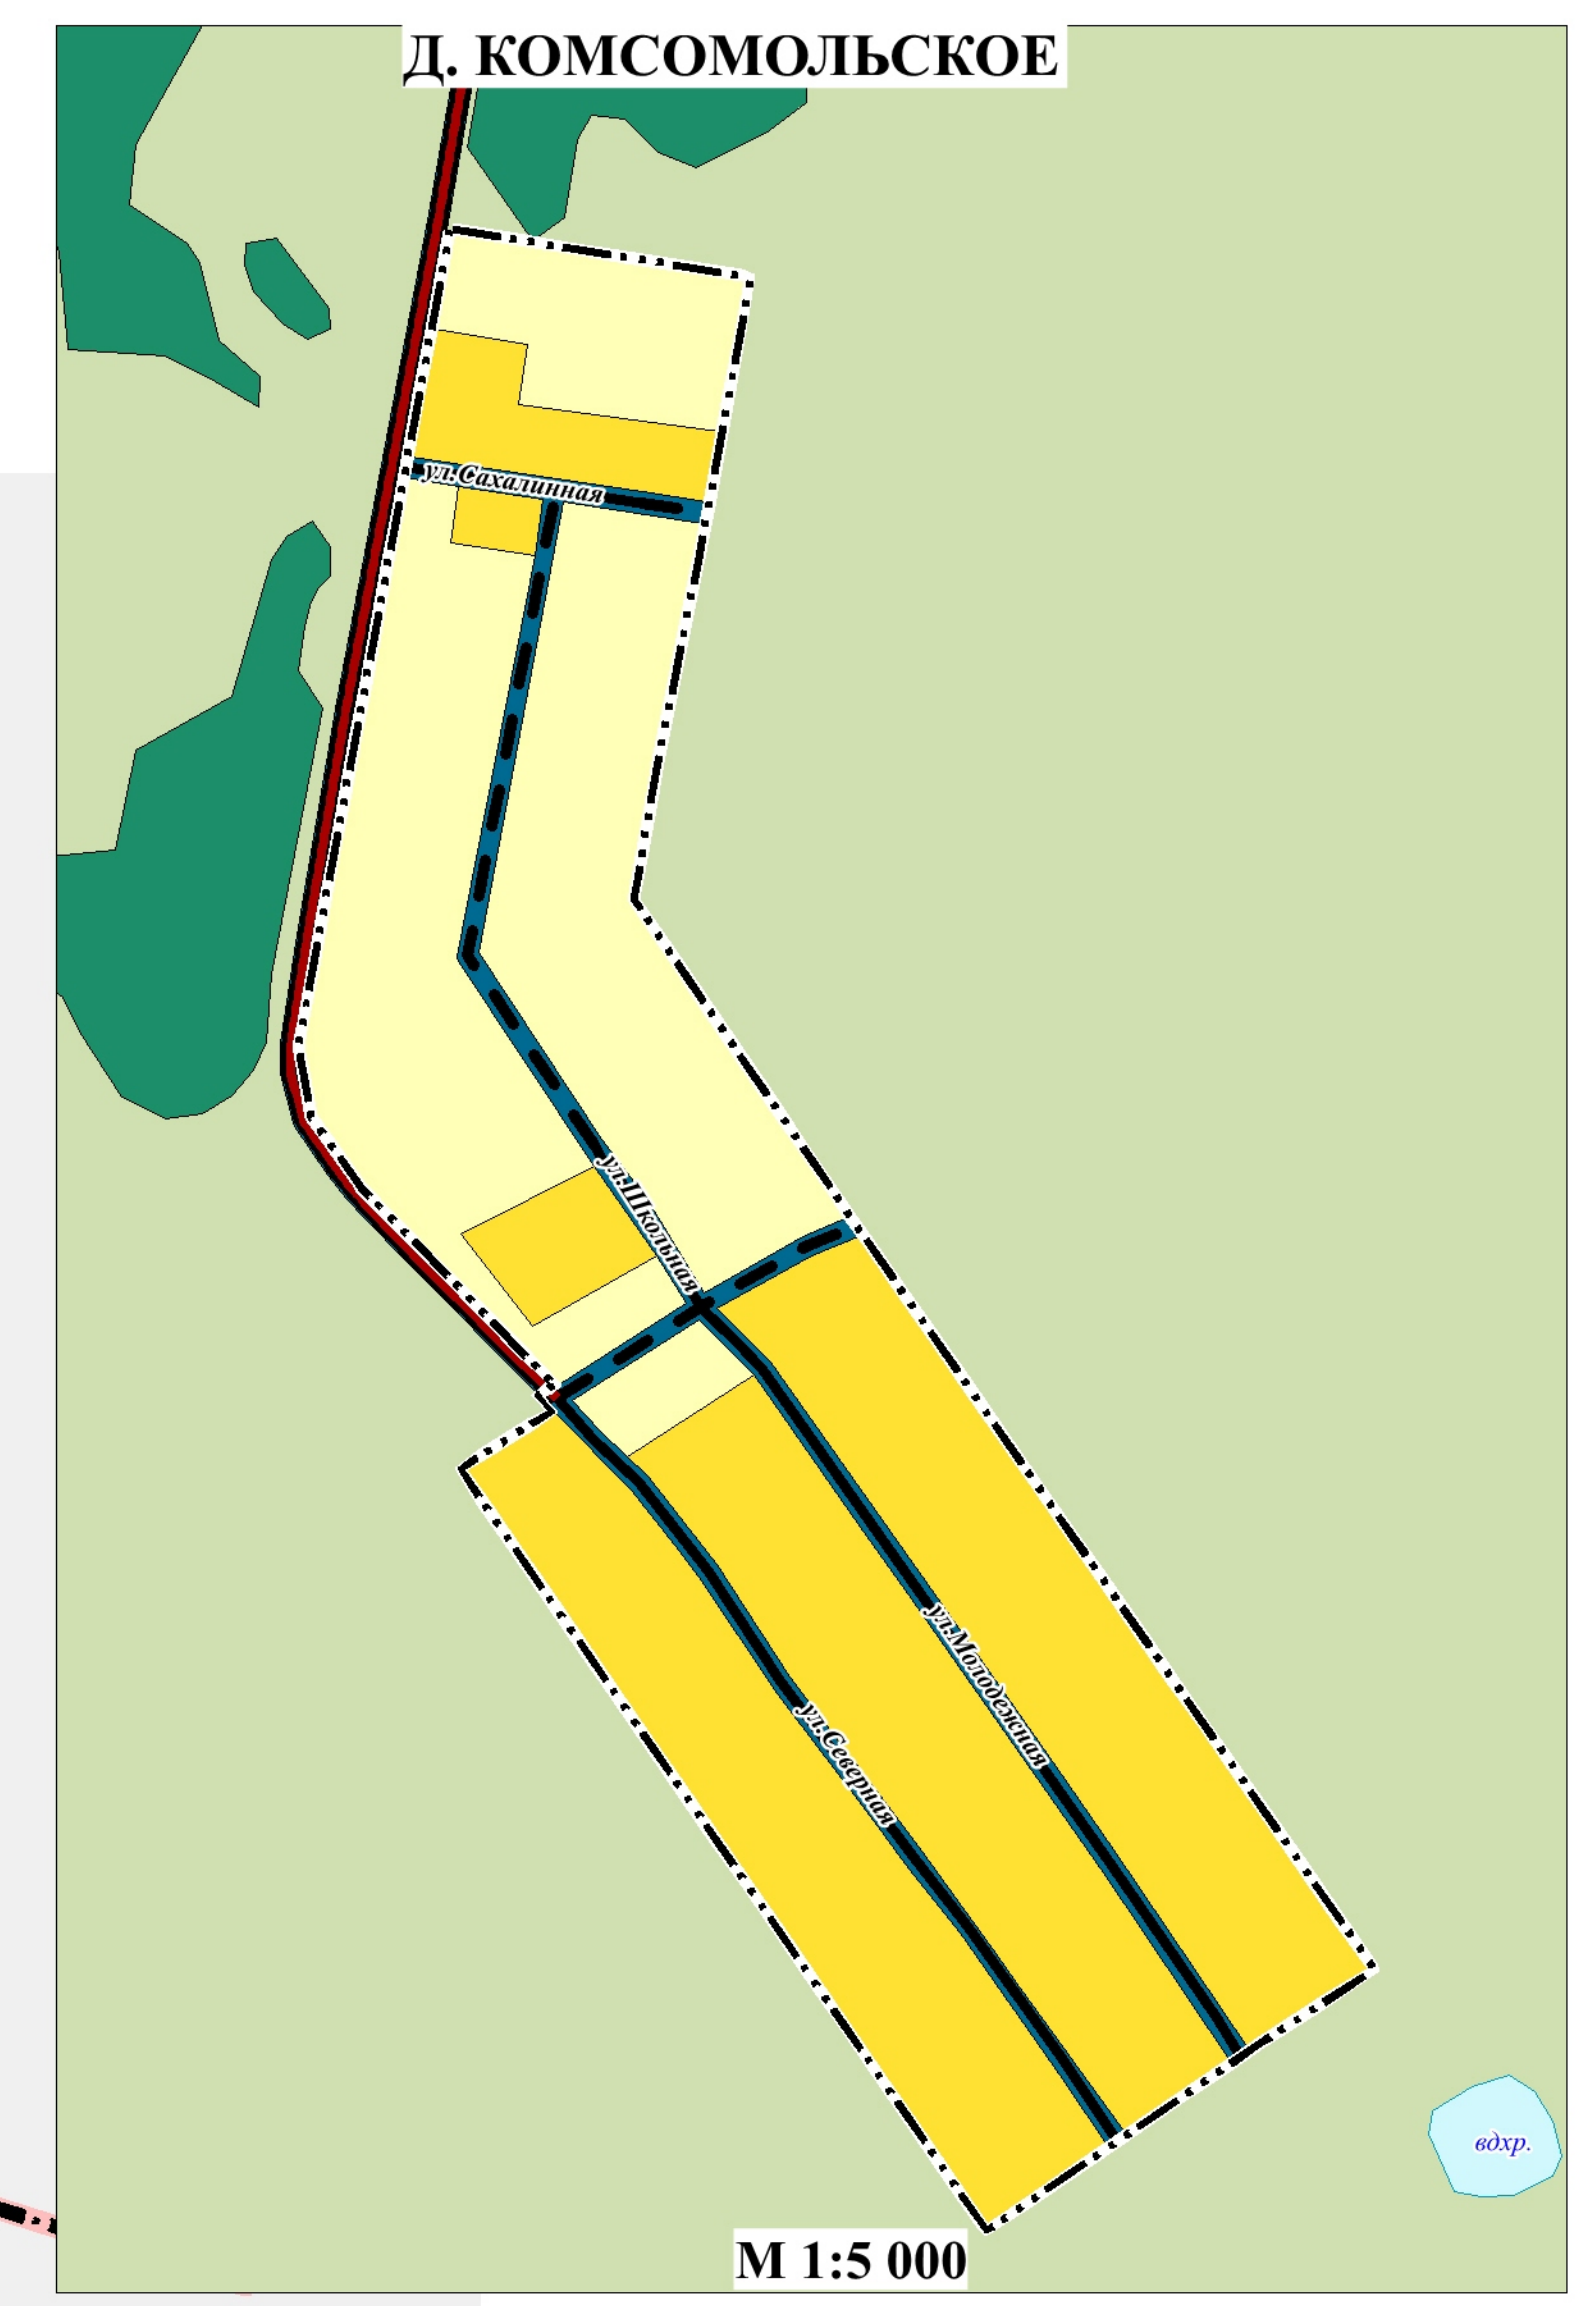 Д. КОМСОМОЛЬСКОЕ
ул.Сахалинная
ул.Школьная
ул.Молодежная
ул.Северная
вдхр.
М 1:5 000